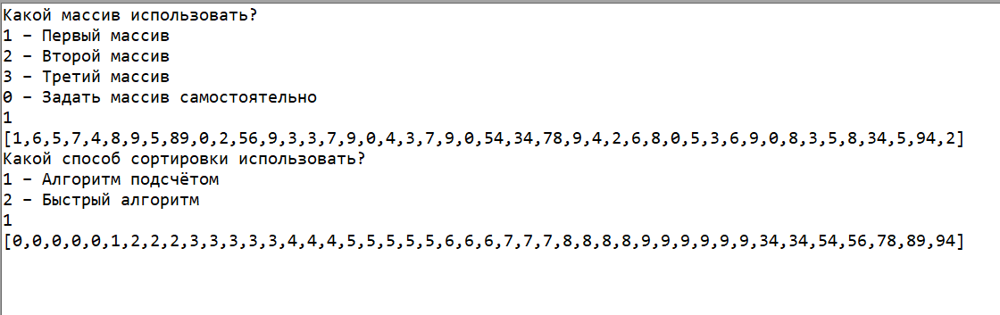 Какой массив использовать?
1 – Первый массив
2 – Второй массив
3 – Третий массив
0 – Задать массив самостоятельно
1
[1,6,5,7,4,8,9,5,89,0,2,56,9,3,3,7,9,0,4,3,7,9,0,54,34,78,9,4,2,6,8,0,5,3,6,9,0,8,3,5,8,34,5,94,2]
Какой способ сортировки использовать?
1 – Алгоритм подсчётом
2 – Быстрый алгоритм
1
[0,0,0,0,0,1,2,2,2,3,3,3,3,3,4,4,4,5,5,5,5,5,6,6,6,7,7,7,8,8,8,8,9,9,9,9,9,9,34,34,54,56,78,89,94]